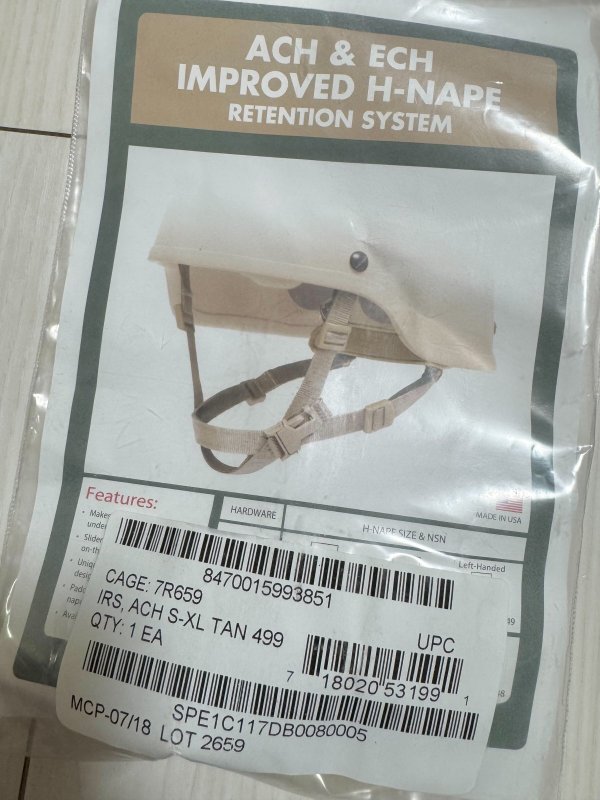 ACH & ECH
IMPROVED H-NAPE
RETENTION SYSTEM
MADE IN USA
Features:
HARDWARE
H-NAPE SIZE & NSN
Left-Handed
8470015993851
CAGE: 7R659
IRS, ACH S-XL TAN 499
QTY: 1 EA
UPC
7 18020 53199 1
SPE1C117DB0080005
MCP-07/18 LOT 2659